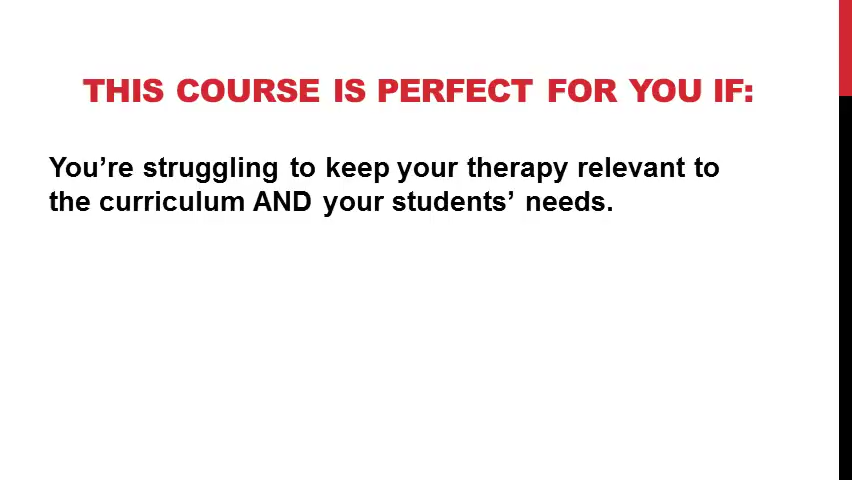 THIS COURSE IS PERFECT FOR YOU IF:
You’re struggling to keep your therapy relevant to
the curriculum AND your students’ needs.